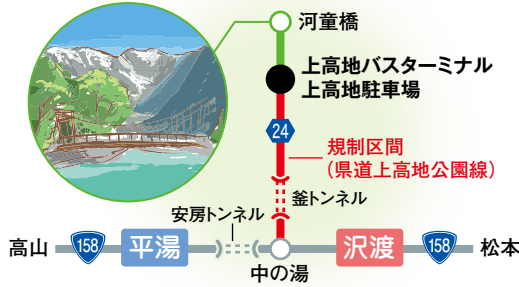 河童橋
上高地バスターミナル
上高地駐車場
24
規制区間
(県道上高地公園線)
釜トンネル
安房トンネル
高山
158
平湯
中の湯
沢渡
158
松本